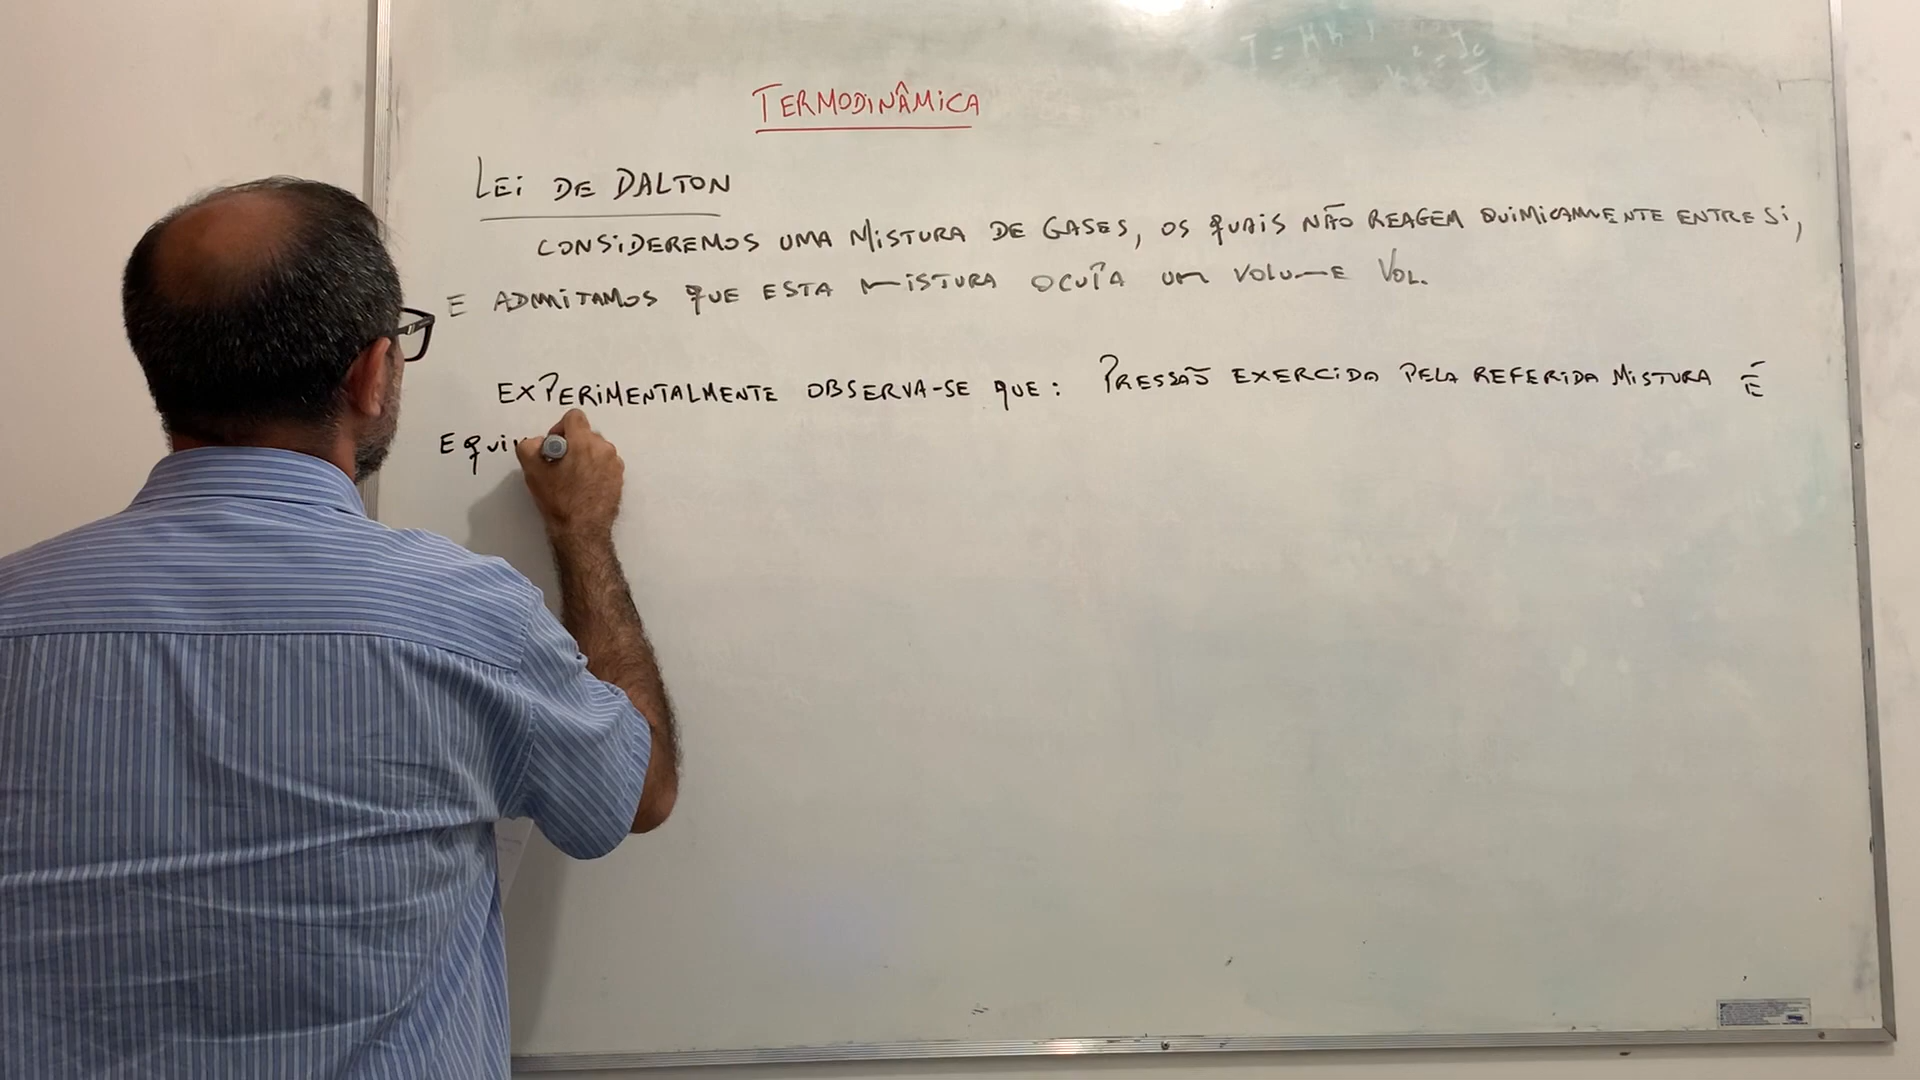 TERMODINÂMICA
LEI DE DALTON
CONSIDEREMOS UMA MISTURA DE GASES, OS QUAIS NÃO REAGEM QUIMICAMENTE ENTRE SI,
E ADMITAMOS QUE ESTA MISTURA OCUPA UM VOLUME VOL.
EXPERIMENTALMENTE OBSERVA-SE QUE: PRESSÃO EXERCIDA PELA REFERIDA MISTURA É
EQUIV